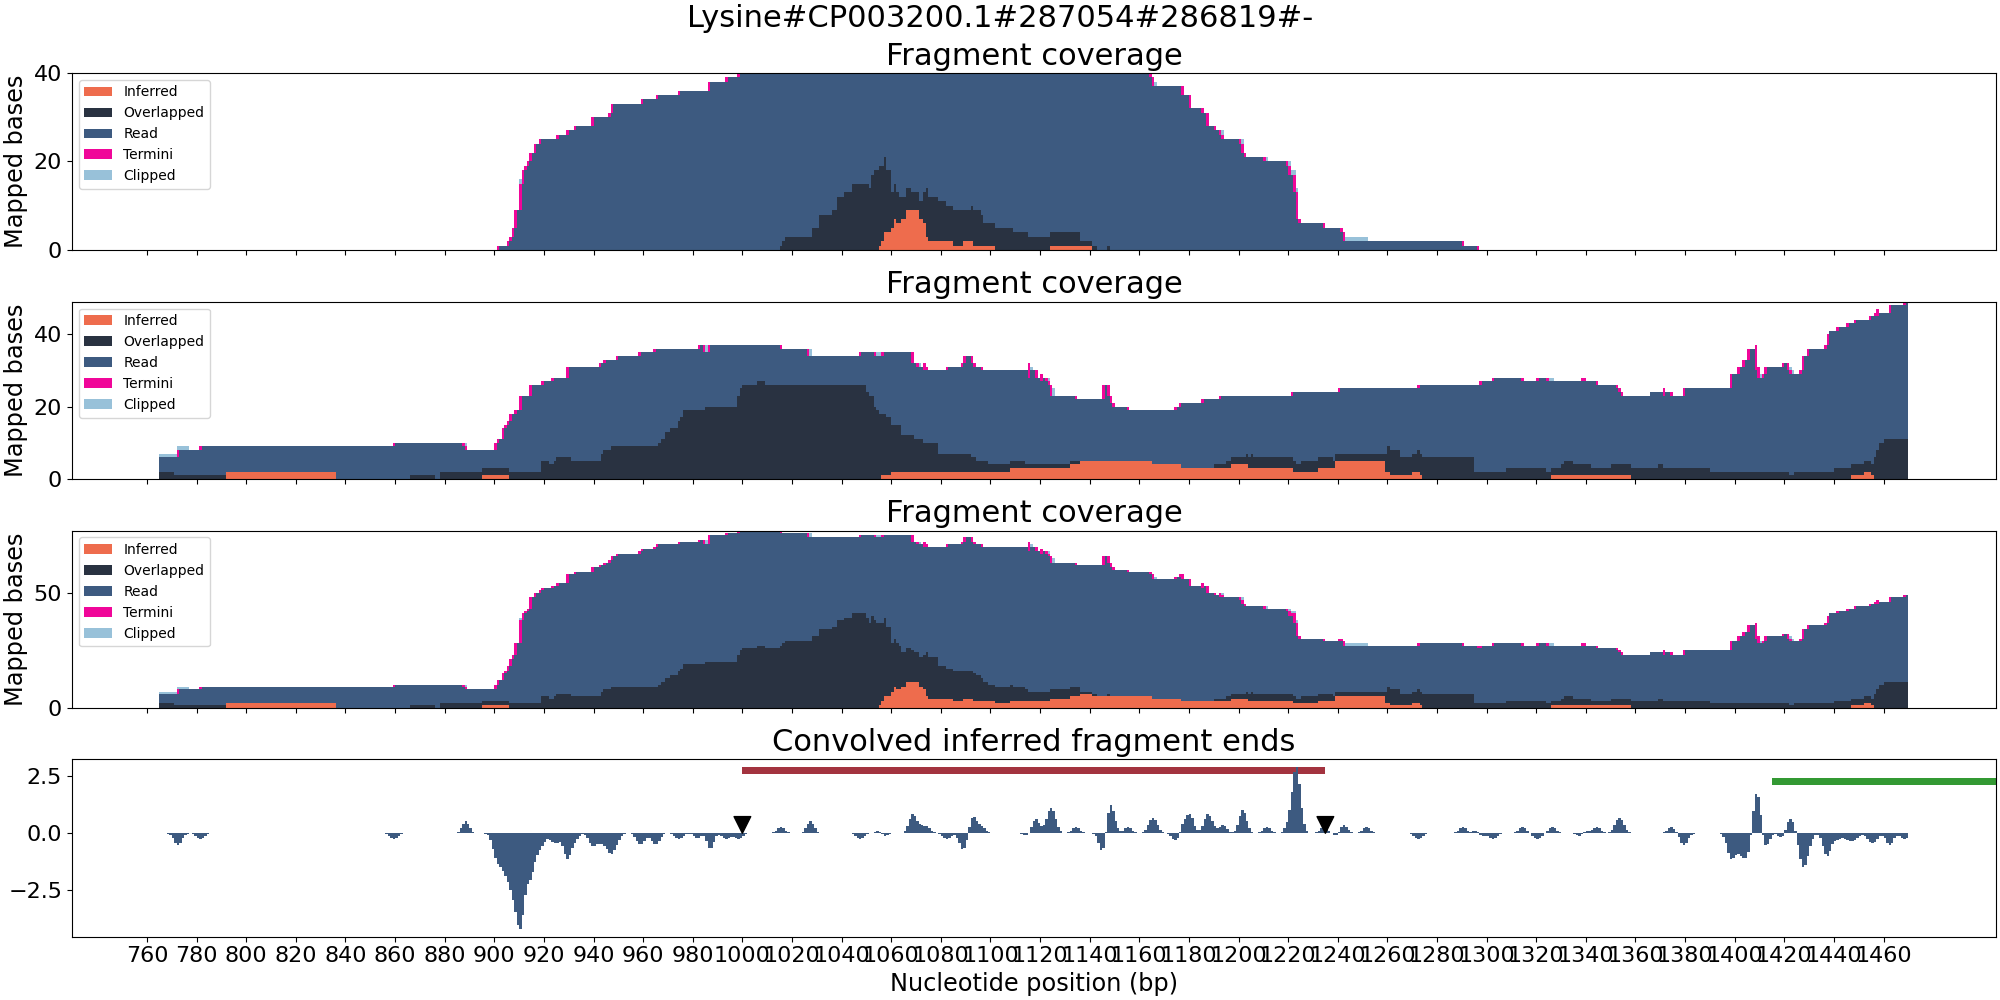 Lysine#CP003200.1#287054#286819#-
Fragment coverage
Mapped bases
40
20
0
Inferred
Overlapped
Read
Termini
Clipped
Fragment coverage
Mapped bases
40
20
0
Inferred
Overlapped
Read
Termini
Clipped
Fragment coverage
Mapped bases
50
0
Inferred
Overlapped
Read
Termini
Clipped
Convolved inferred fragment ends
2.5
0.0
−2.5
760 780 800 820 840 860 880 900 920 940 960 980 1000 1020 1040 1060 1080 1100 1120 1140 1160 1180 1200 1220 1240 1260 1280 1300 1320 1340 1360 1380 1400 1420 1440 1460
Nucleotide position (bp)